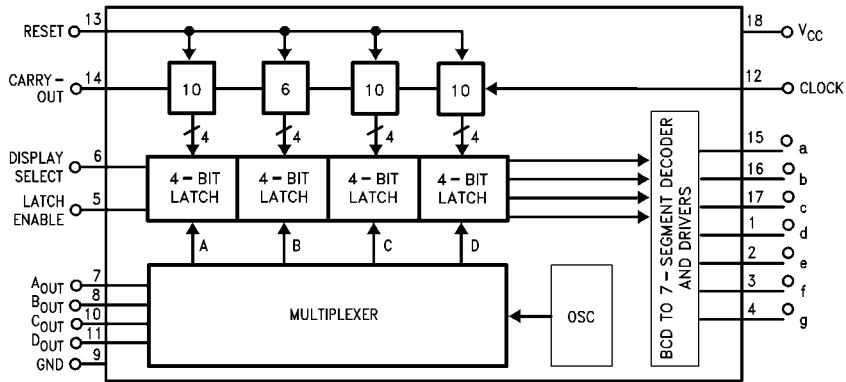 13
RESET
18
VCC
CARRY-OUT
14
10
6
10
10
12
CLOCK
4
4
4
4
DISPLAY SELECT
6
LATCH ENABLE
5
4-BIT LATCH
4-BIT LATCH
4-BIT LATCH
4-BIT LATCH
BCD TO 7-SEGMENT DECODER
AND DRIVERS
15
a
16
b
17
c
1
d
2
e
3
f
4
g
A
B
C
D
AOUT
7
BOUT
8
COUT
10
DOUT
11
GND
9
MULTIPLEXER
OSC